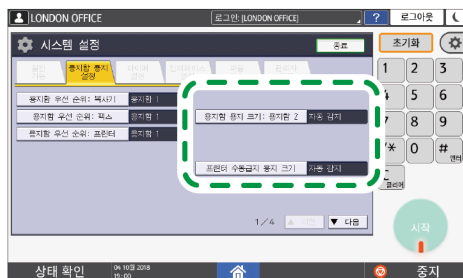 LONDON OFFICE
로그인: [LONDON OFFICE]
?
로그아웃
시스템 설정
종료
초기화
용지함 용지
설정
1 2 3
용지함 우선 순위: 복사기 용지함 1
5 6
용지함 우선 순위: 팩스 용지함 1
용지함 용지 크기: 용지함 2 자동 감지
7 8 9
용지함 우선 순위: 프린터 용지함 1
프린터 수동급지 용지 크기 자동 감지
/* 0 #
C
클리어
1/4
▼ 다음
시작
상태 확인
04 10월 2018
15:00
중지